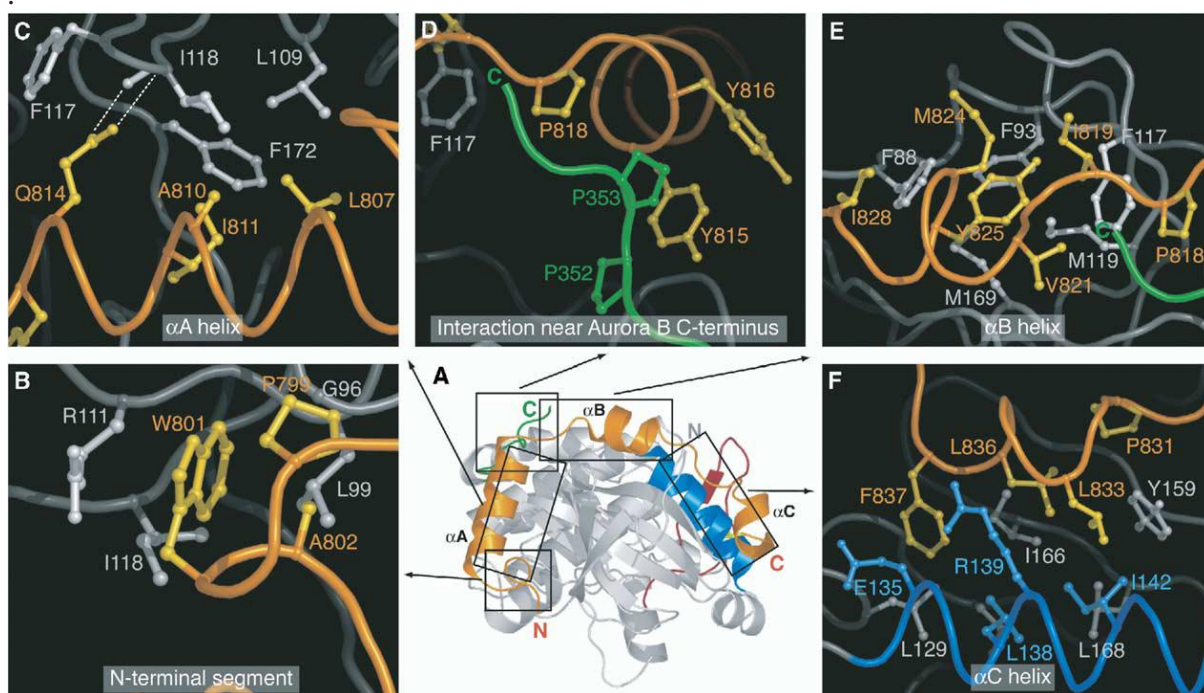 C
I118
L109
F117
F172
Q814
A810
I811
L807
αA helix
D
C
Y816
F117
P818
P353
Y815
P352
Interaction near Aurora B C-terminus
E
M824
F93
I819
F117
F88
I828
Y825
C
M119
P818
V821
M169
αB helix
B
P799
G96
R111
W801
L99
I118
A802
N-terminal segment
A
C
αB
N
αA
αC
C
N
F
L836
P831
F837
L833
Y159
I166
E135
R139
I142
L129
L138
L168
αC helix